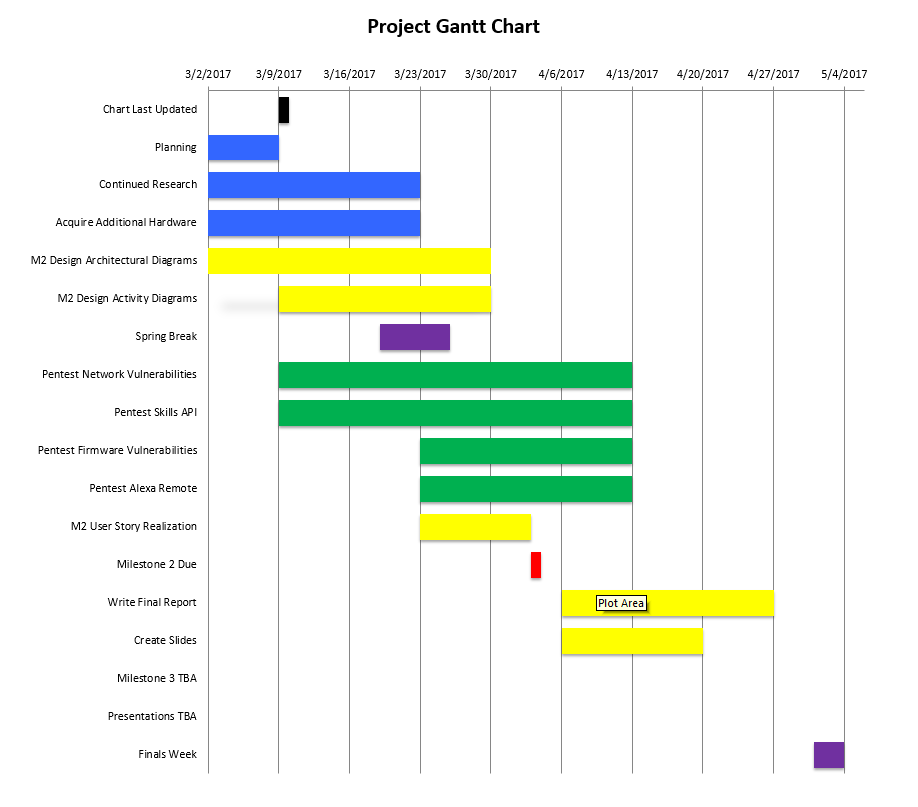 Project Gantt Chart
3/2/2017 3/9/2017 3/16/2017 3/23/2017 3/30/2017 4/6/2017 4/13/2017 4/20/2017 4/27/2017 5/4/2017
Chart Last Updated
Planning
Continued Research
Acquire Additional Hardware
M2 Design Architectural Diagrams
M2 Design Activity Diagrams
Spring Break
Pentest Network Vulnerabilities
Pentest Skills API
Pentest Firmware Vulnerabilities
Pentest Alexa Remote
M2 User Story Realization
Milestone 2 Due
Write Final Report Plot Area
Create Slides
Milestone 3 TBA
Presentations TBA
Finals Week